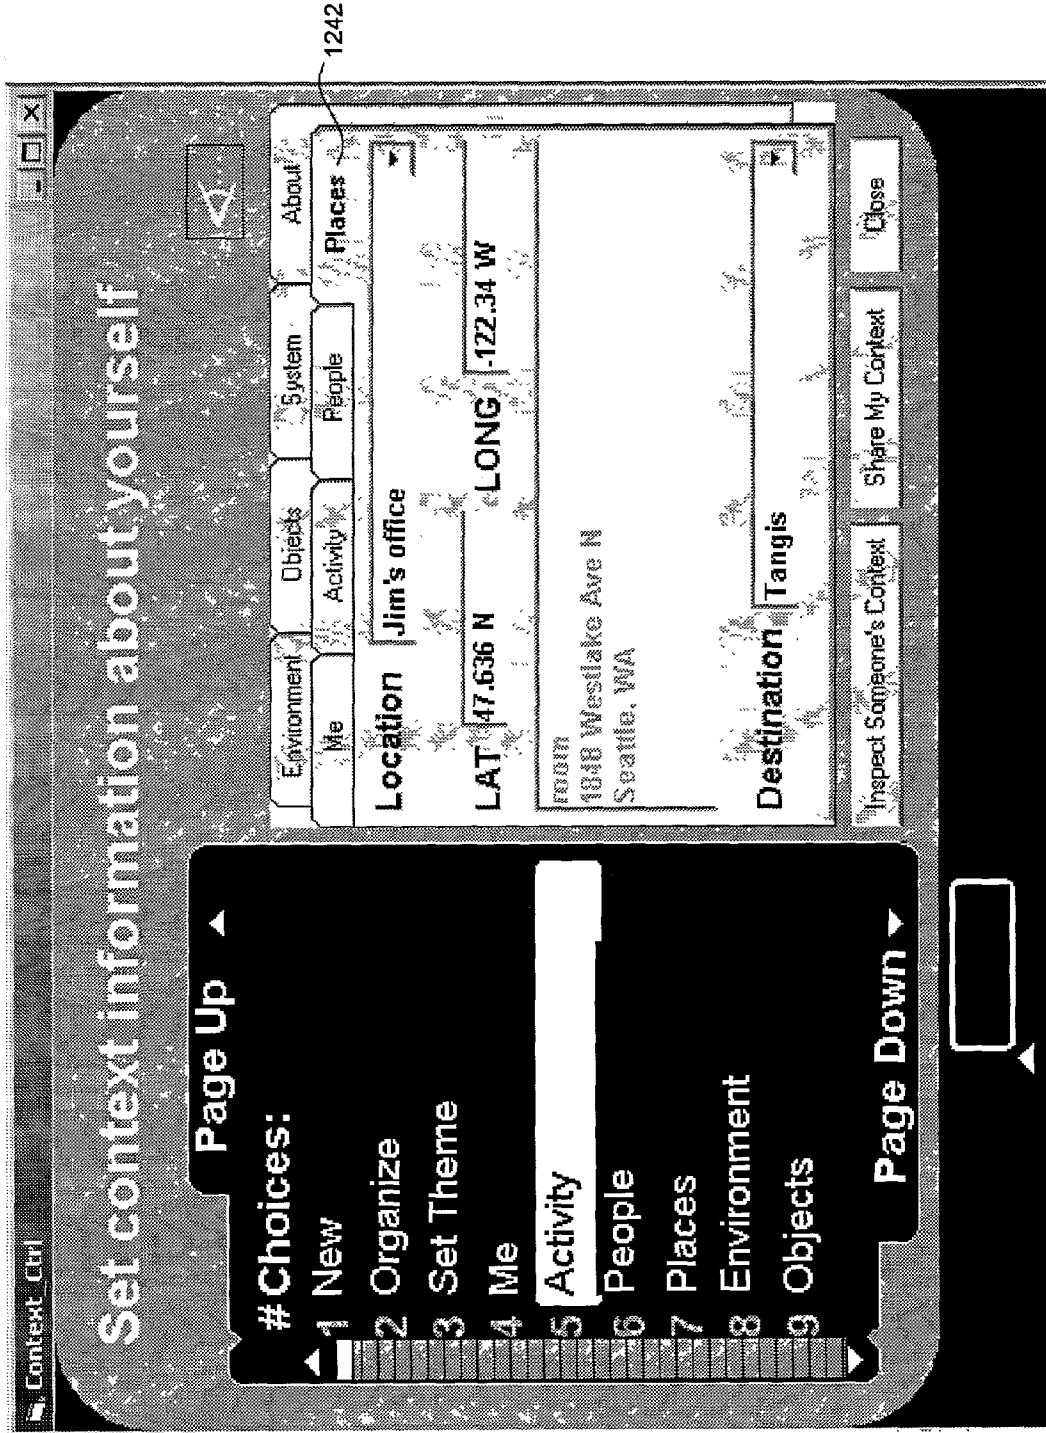 Context_Ctrl
Set context information about yourself
Page Up
#Choices:
1 New
2 Organize
3 Set Theme
4 Me
5 Activity
6 People
7 Places
8 Environment
9 Objects
Page Down
Environment Objects System About
Me Activity People Places
1242
Location Jim's office
LAT 47.636 N LONG -122.34 W
room
1848 Westlake Ave N
Seattle, WA
Destination Tangis
Inspect Someone's Context Share My Context Close